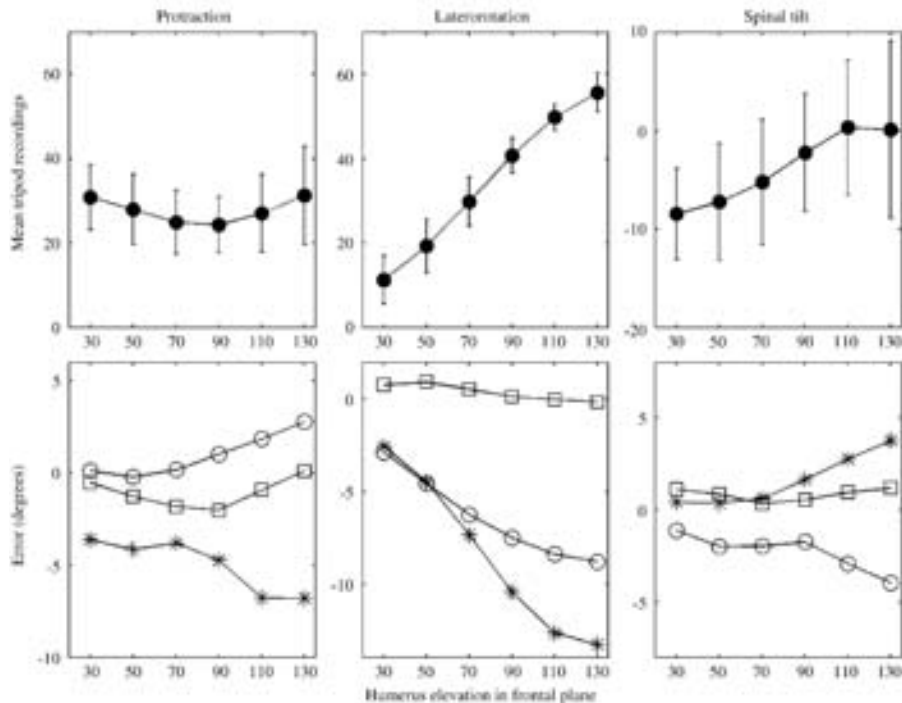 Protraction
Laterorotation
Spinal tilt
Mean tripod recordings
60
40
20
0
60
40
20
0
10
0
-10
-20
30 50 70 90 110 130
30 50 70 90 110 130
30 50 70 90 110 130
Error (degrees)
5
0
-5
-10
0
-5
-10
5
0
-5
30 50 70 90 110 130
30 50 70 90 110 130
30 50 70 90 110 130
Humerus elevation in frontal plane